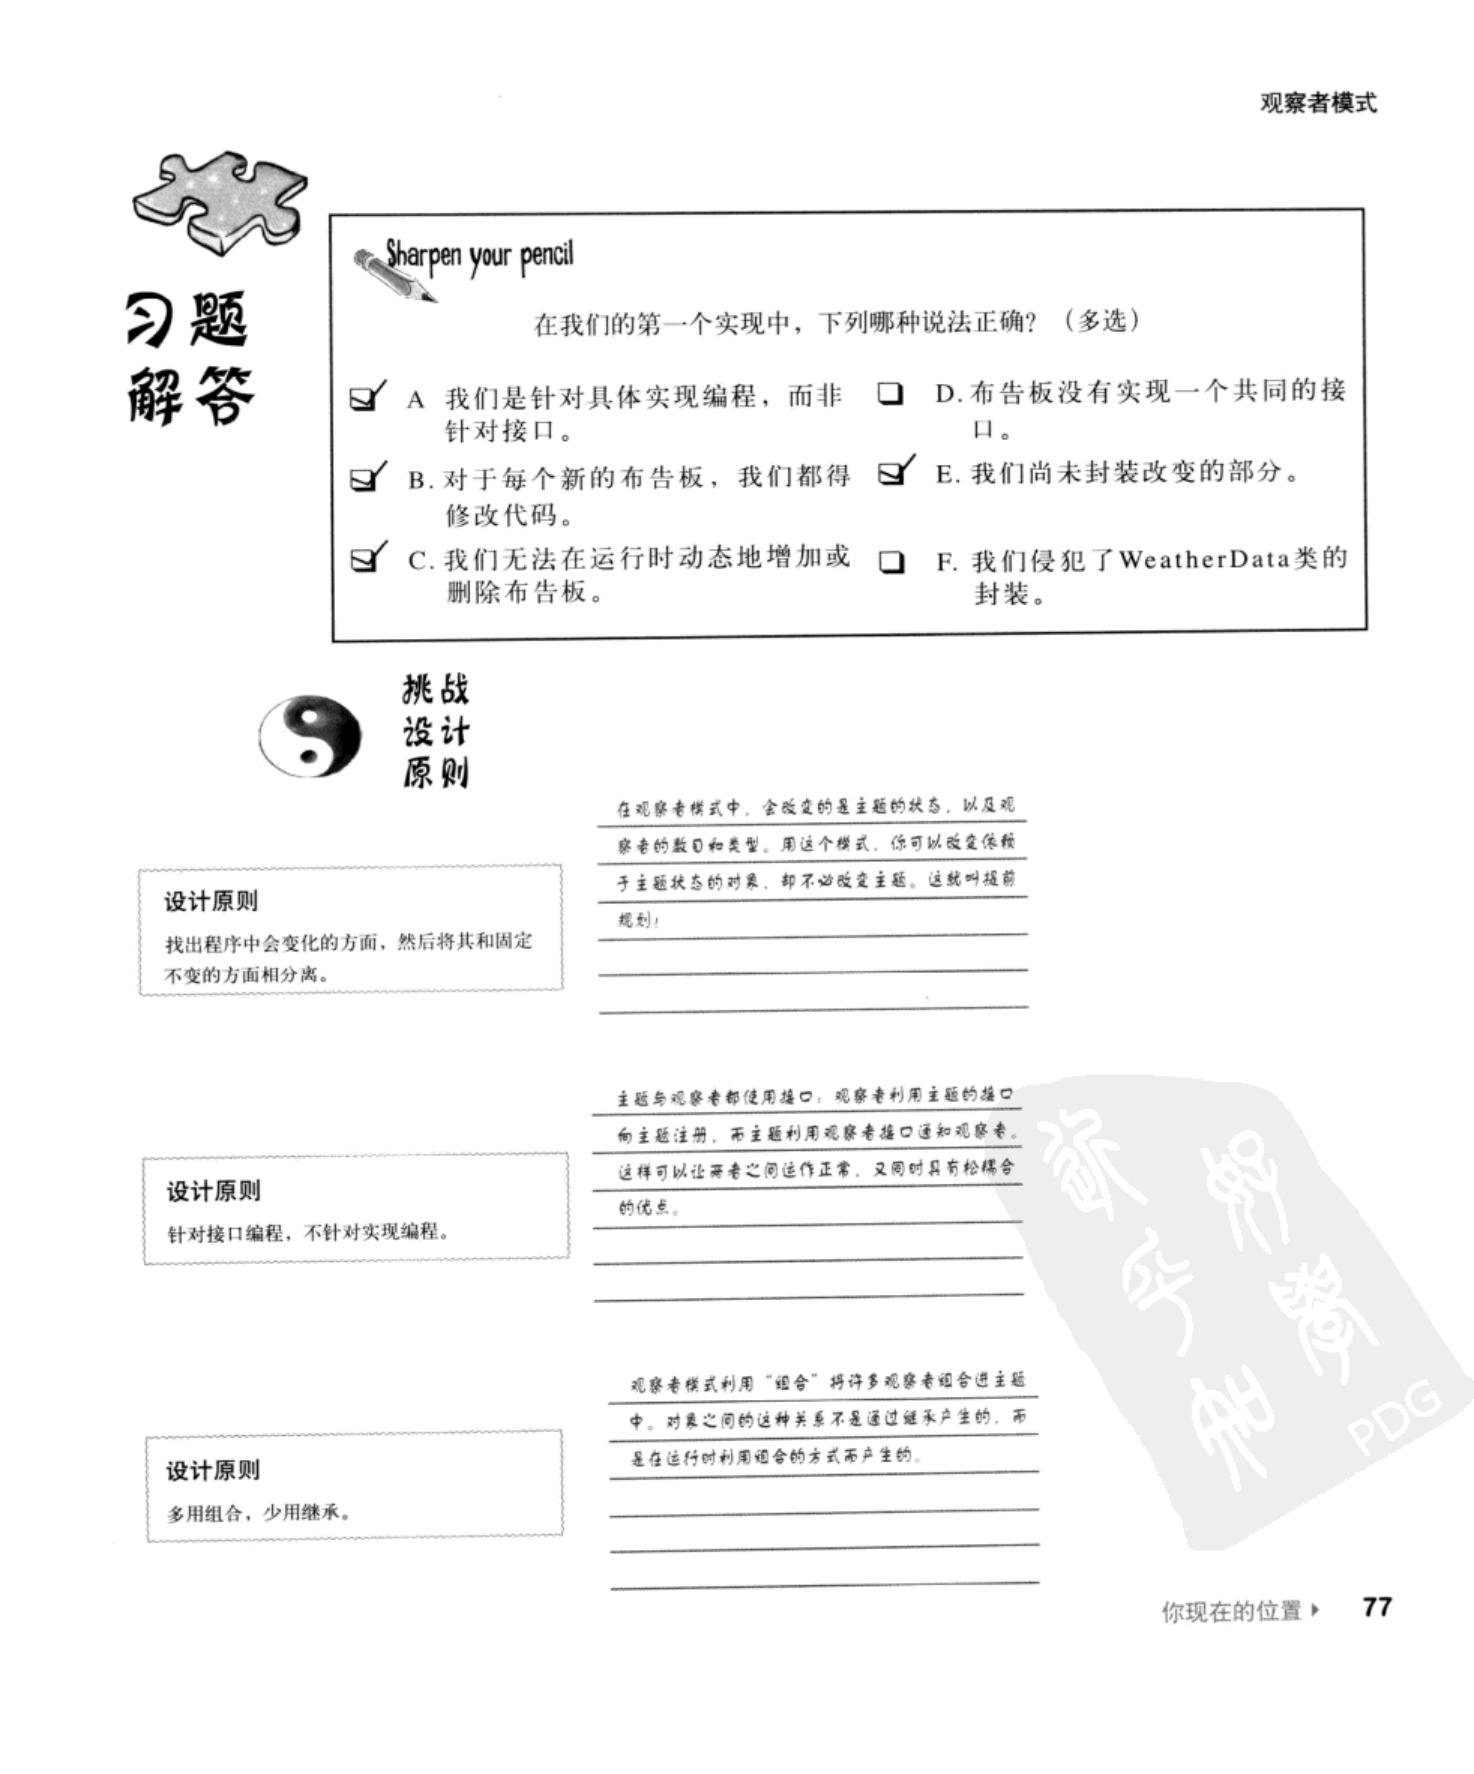 观察者模式
习题
解答
Sharpen your pencil
在我们的第一个实现中，下列哪种说法正确？（多选）
A 我们是针对具体实现编程，而非
针对接口。
B. 对于每个新的布告板，我们都得
修改代码。
C. 我们无法在运行时动态地增加或
删除布告板。
D. 布告板没有实现一个共同的接
口。
E. 我们尚未封装改变的部分。
F. 我们侵犯了WeatherData类的
封装。
挑战
设计
原则
设计原则
找出程序中会变化的方面，然后将其和固定
不变的方面相分离。
在观察者模式中，会改变的是主题的状态，以及观
察者的数目和类型。用这个模式，你可以改变依赖
于主题状态的对象，却不必改变主题。这就叫提前
规划！
设计原则
针对接口编程，不针对实现编程。
主题与观察者都使用接口：观察者利用主题的接口
向主题注册，而主题利用观察者接口通知观察者。
这样可以让两者之间运作正常，又同时具有松耦合
的优点。
设计原则
多用组合，少用继承。
观察者模式利用“组合”将许多观察者组合进主题
中。对象之间的这种关系不是通过继承产生的，而
是在运行时利用组合的方式而产生的。
PDG
你现在的位置 77